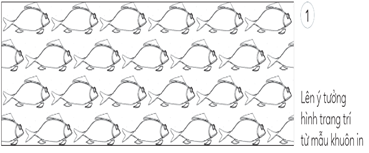 1
Lên ý tưởng
hình trang trí
từ mẫu khuôn in